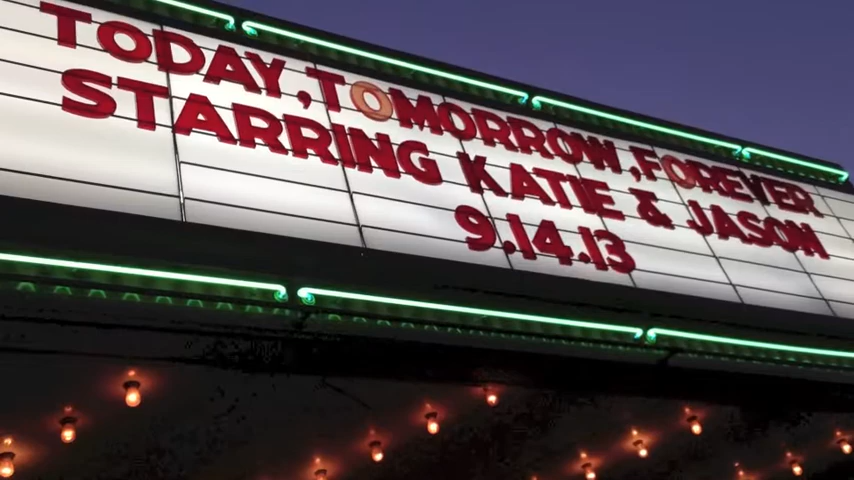 TODAY, TOMORROW, FOREVER
STARRING KATIE & JASON
9.14.13